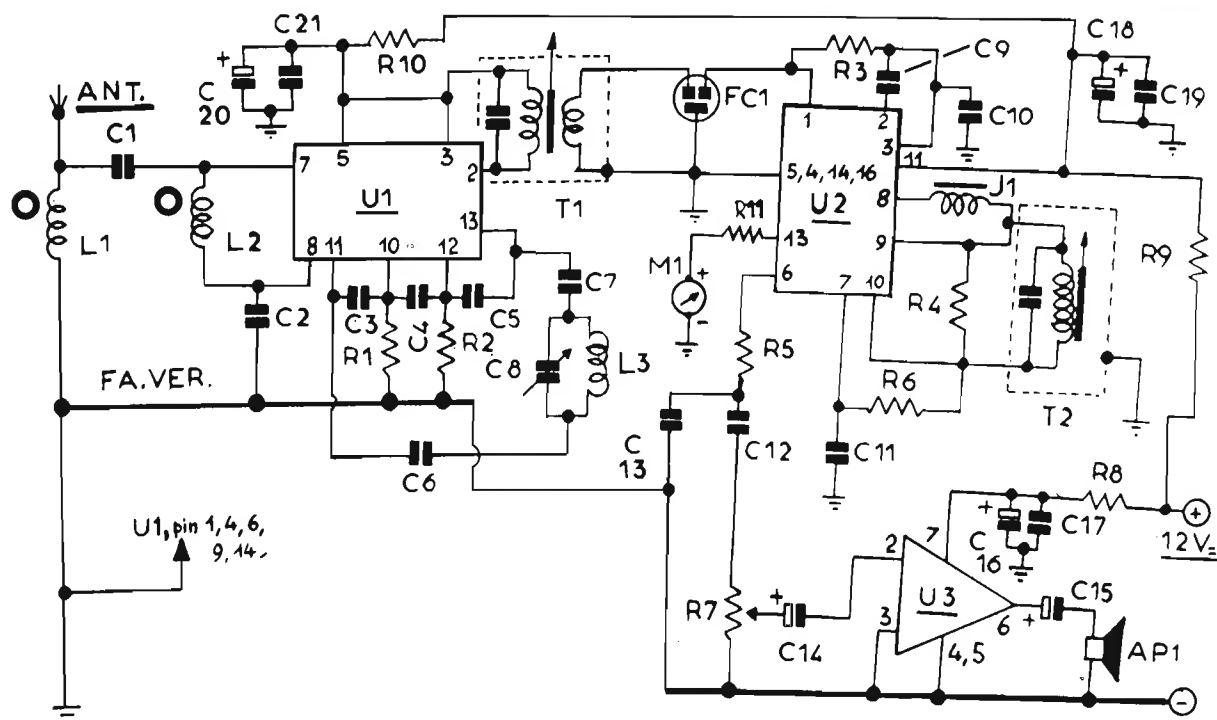 C21
C18
+
C
20
R10
R3
C9
+
C19
ANT.
C1
FC1
C10
7
5
3
2
U1
T1
1
2
3
11
5,4,14,16
U2
8
J1
L1
L2
8
11
10
12
13
R11
13
9
M1
+
-
6
7
10
R4
R9
C2
C3
C4
C5
C7
R1
R2
C8
L3
R5
R6
T2
FA.VER.
C
13
C12
C11
C6
R8
+
C
16
C17
+
12V=
U1, pin 1,4,6,
9,14.
7
2
R7
+
C14
U3
3
6
+
C15
4,5
AP1
-